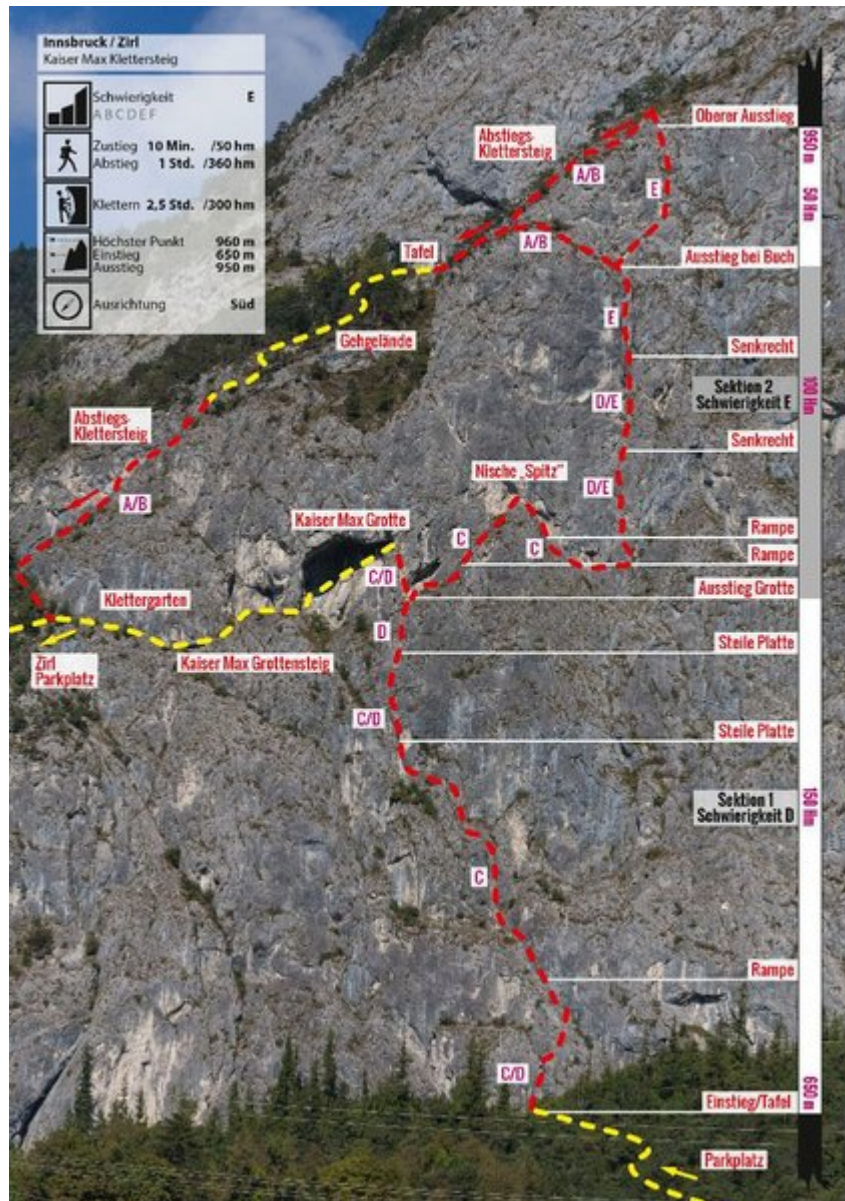 Innsbruck / Zirl
Kaiser Max Klettersteig
Schwierigkeit E
A B C D E F
Zustieg 10 Min. /50 hm
Abstieg 1 Std. /360 hm
Klettern 2,5 Std. /300 hm
Höchster Punkt 960 m
Einstieg 650 m
Ausstieg 950 m
Ausrichtung Süd
Oberer Ausstieg
950 m
Abstiegs-
Klettersteig
A/B
E
50 Hm
A/B
Tafel
Ausstieg bei Buch
E
Gehgelände
Senkrecht
Sektion 2
Schwierigkeit E
100 Hm
D/E
Abstiegs-
Klettersteig
Senkrecht
Nische „Spitz"
D/E
A/B
Kaiser Max Grotte
Rampe
C
C
Rampe
C/D
Ausstieg Grotte
Klettergarten
D
Steile Platte
Zirl
Parkplatz
Kaiser Max Grottensteig
C/D
Steile Platte
Sektion 1
Schwierigkeit D
150 Hm
C
Rampe
C/D
650 m
Einstieg/Tafel
Parkplatz